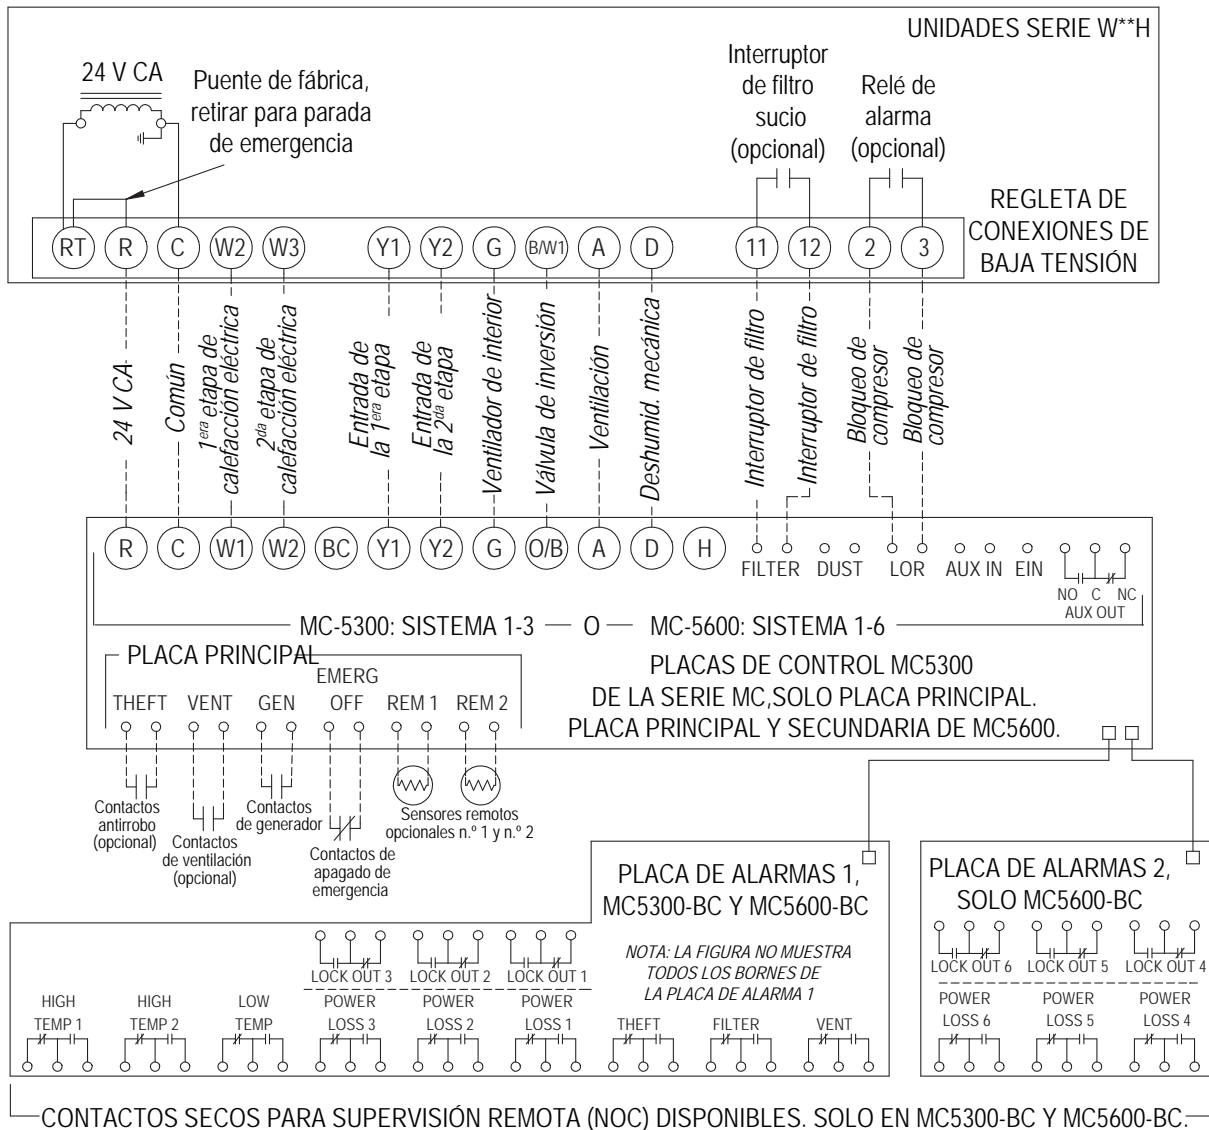 UNIDADES SERIE W**H
24 V CA
Puente de fábrica,
retirar para parada
de emergencia
Interruptor
de filtro
sucio
(opcional)
Relé de
alarma
(opcional)
REGLETA DE
CONEXIONES DE
BAJA TENSIÓN
RT R C W2 W3 Y1 Y2 G B/W1 A D 11 12 2 3
24 V CA
Común
1era etapa de
calefacción eléctrica
2da etapa de
calefacción eléctrica
Entrada de
la 1era etapa
Entrada de
la 2da etapa
Ventilador de interior
Válvula de inversión
Ventilación
Deshumid. mecánica
Interruptor de filtro
Interruptor de filtro
Bloqueo de
compresor
Bloqueo de
compresor
R C W1 W2 BC Y1 Y2 G O/B A D H
FILTER DUST LOR AUX IN EIN
NO C NC
AUX OUT
MC-5300: SISTEMA 1-3 — O — MC-5600: SISTEMA 1-6
PLACA PRINCIPAL
PLACAS DE CONTROL MC5300
DE LA SERIE MC,SOLO PLACA PRINCIPAL.
PLACA PRINCIPAL Y SECUNDARIA DE MC5600.
EMERG
THEFT VENT GEN OFF REM 1 REM 2
Contactos
antirrobo
(opcional)
Contactos
de ventilación
(opcional)
Contactos
de generador
Contactos de
apagado de
emergencia
Sensores remotos
opcionales n.º 1 y n.º 2
PLACA DE ALARMAS 1,
MC5300-BC Y MC5600-BC
NOTA: LA FIGURA NO MUESTRA
TODOS LOS BORNES DE
LA PLACA DE ALARMA 1
PLACA DE ALARMAS 2,
SOLO MC5600-BC
LOCK OUT 3 LOCK OUT 2 LOCK OUT 1
LOCK OUT 6 LOCK OUT 5 LOCK OUT 4
HIGH
TEMP 1
HIGH
TEMP 2
LOW
TEMP
POWER
LOSS 3
POWER
LOSS 2
POWER
LOSS 1
THEFT
FILTER
VENT
POWER
LOSS 6
POWER
LOSS 5
POWER
LOSS 4
CONTACTOS SECOS PARA SUPERVISIÓN REMOTA (NOC) DISPONIBLES. SOLO EN MC5300-BC Y MC5600-BC.